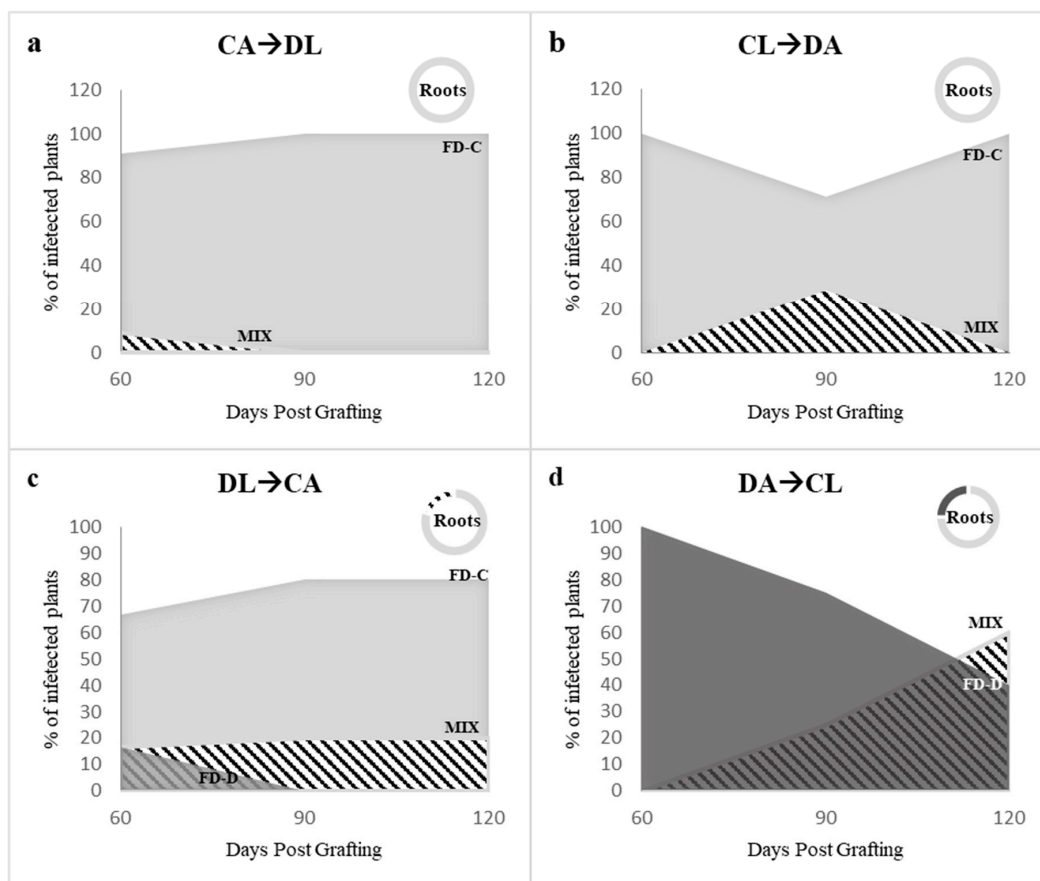 a
CA→DL
Roots
120
100
80
60
40
20
0
% of infetected plants
FD-C
MIX
60
90
120
Days Post Grafting
b
CL→DA
Roots
120
100
80
60
40
20
0
% of infetected plants
FD-C
MIX
60
90
120
Days Post Grafting
c
DL→CA
Roots
100
90
80
70
60
50
40
30
20
10
0
% of infetected plants
FD-C
MIX
FD-D
60
90
120
Days Post Grafting
d
DA→CL
Roots
100
90
80
70
60
50
40
30
20
10
0
% of infetected plants
MIX
FD-D
60
90
120
Days Post Grafting